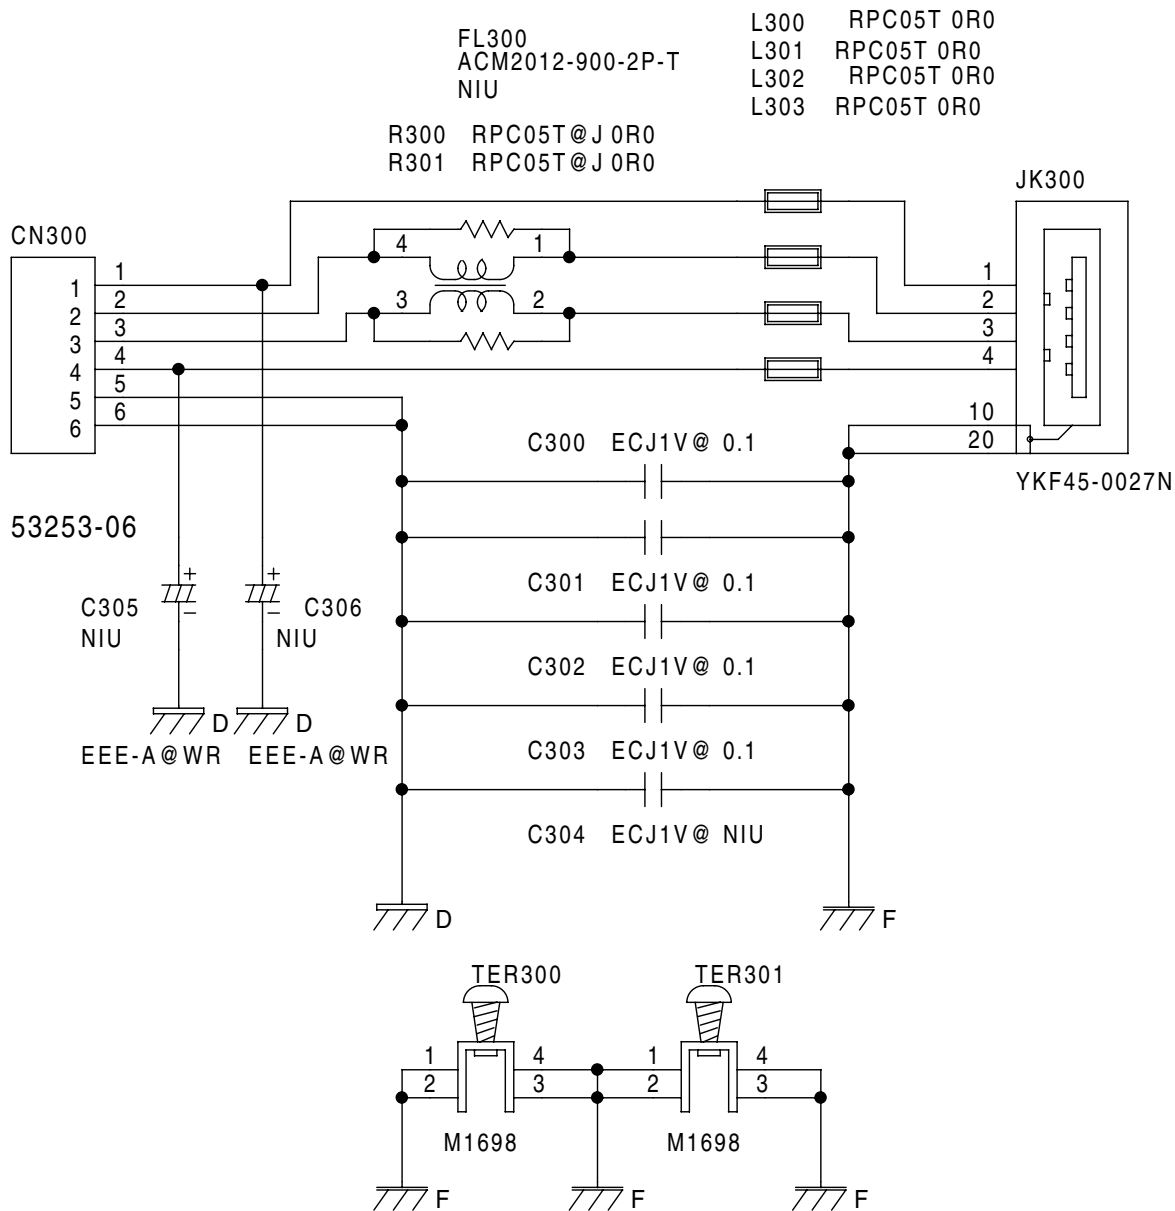 L300 RPC05T 0R0
L301 RPC05T 0R0
L302 RPC05T 0R0
L303 RPC05T 0R0
FL300
ACM2012-900-2P-T
NIU
R300 RPC05T@J 0R0
R301 RPC05T@J 0R0
JK300
CN300
4 1
3 2
1 1
2 2
3 3
4 4
5 5
6 6
1
2
3
4
10
20
YKF45-0027N
53253-06
C300 ECJ1V@ 0.1
C301 ECJ1V@ 0.1
C302 ECJ1V@ 0.1
C303 ECJ1V@ 0.1
C304 ECJ1V@ NIU
+ +
C305 − − C306
NIU NIU
D D
EEE-A@WR EEE-A@WR
D F
TER300 TER301
1 4 1 4
2 3 2 3
M1698 M1698
F F F